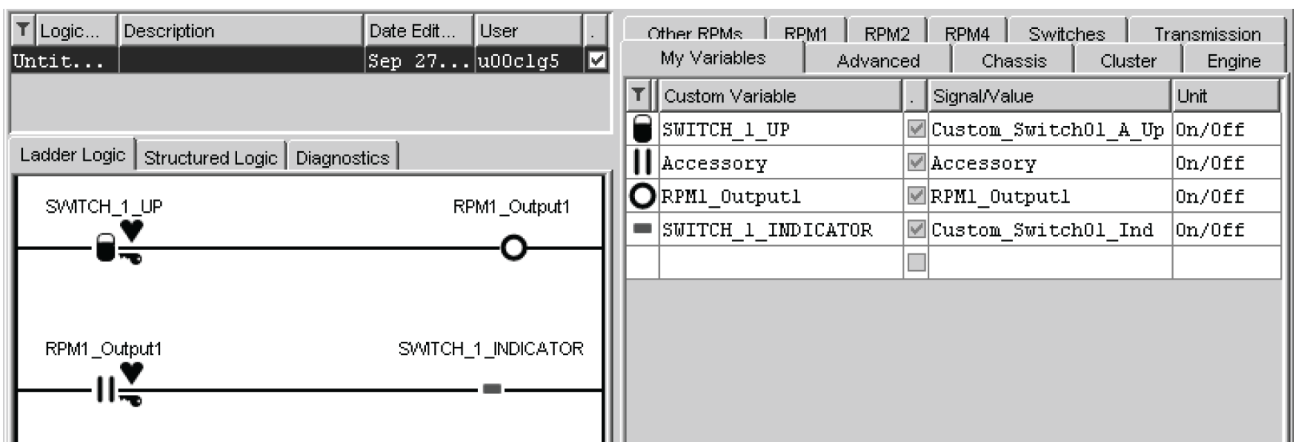 Logic... Description Date Edit... User .
Untit... Sep 27... u00clg5
Ladder Logic Structured Logic Diagnostics
SWITCH_1_UP RPM1_Output1
RPM1_Output1 SWITCH_1_INDICATOR
Other RPMs RPM1 RPM2 RPM4 Switches Transmission
My Variables Advanced Chassis Cluster Engine
Custom Variable . Signal/Value Unit
SWITCH_1_UP Custom_Switch01_A_Up On/Off
Accessory Accessory On/Off
RPM1_Output1 RPM1_Output1 On/Off
SWITCH_1_INDICATOR Custom_Switch01_Ind On/Off